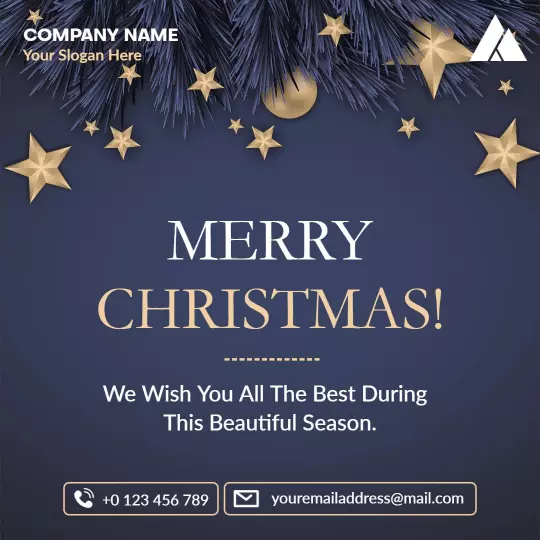 COMPANY NAME
Your Slogan Here
MERRY
CHRISTMAS!
We Wish You All The Best During
This Beautiful Season.
+0 123 456 789
youremailaddress@mail.com